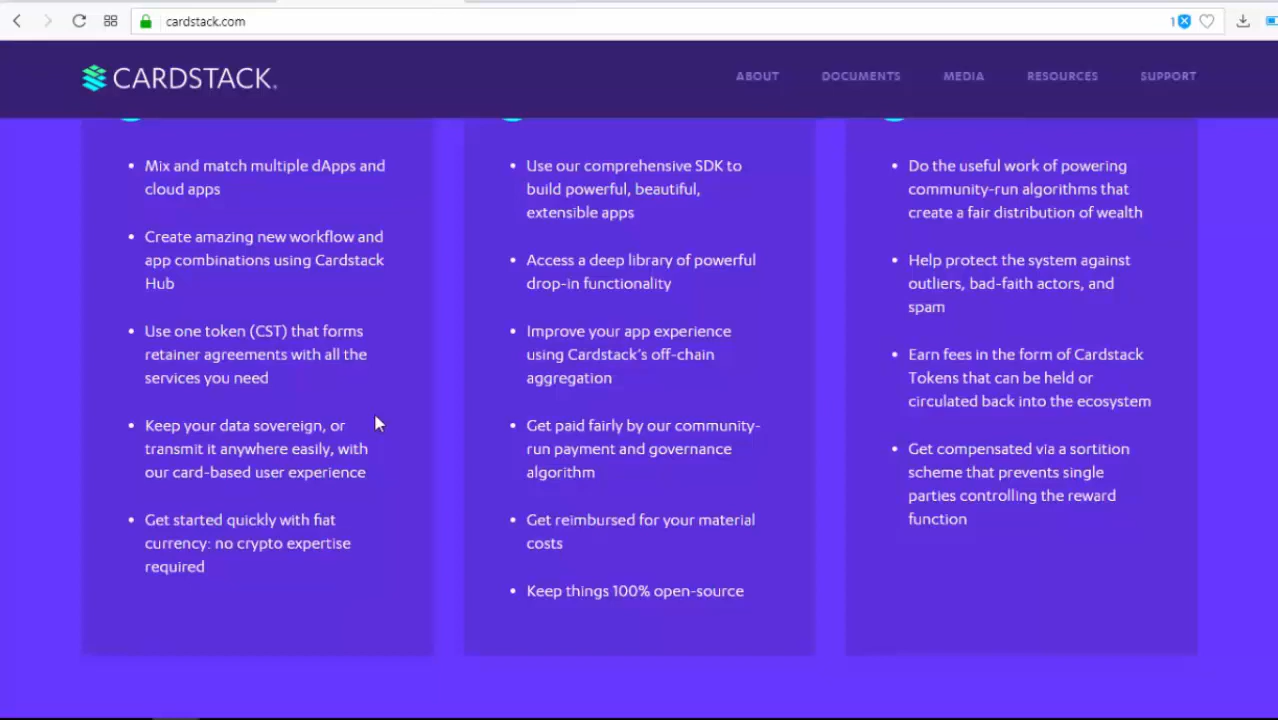 cardstack.com
1
CARDSTACK.
ABOUT
DOCUMENTS
MEDIA
RESOURCES
SUPPORT
• Mix and match multiple dApps and
cloud apps
• Create amazing new workflow and
app combinations using Cardstack
Hub
• Use one token (CST) that forms
retainer agreements with all the
services you need
• Keep your data sovereign, or
transmit it anywhere easily, with
our card-based user experience
• Get started quickly with fiat
currency: no crypto expertise
required
• Use our comprehensive SDK to
build powerful, beautiful,
extensible apps
• Access a deep library of powerful
drop-in functionality
• Improve your app experience
using Cardstack’s off-chain
aggregation
• Get paid fairly by our community-
run payment and governance
algorithm
• Get reimbursed for your material
costs
• Keep things 100% open-source
• Do the useful work of powering
community-run algorithms that
create a fair distribution of wealth
• Help protect the system against
outliers, bad-faith actors, and
spam
• Earn fees in the form of Cardstack
Tokens that can be held or
circulated back into the ecosystem
• Get compensated via a sortition
scheme that prevents single
parties controlling the reward
function